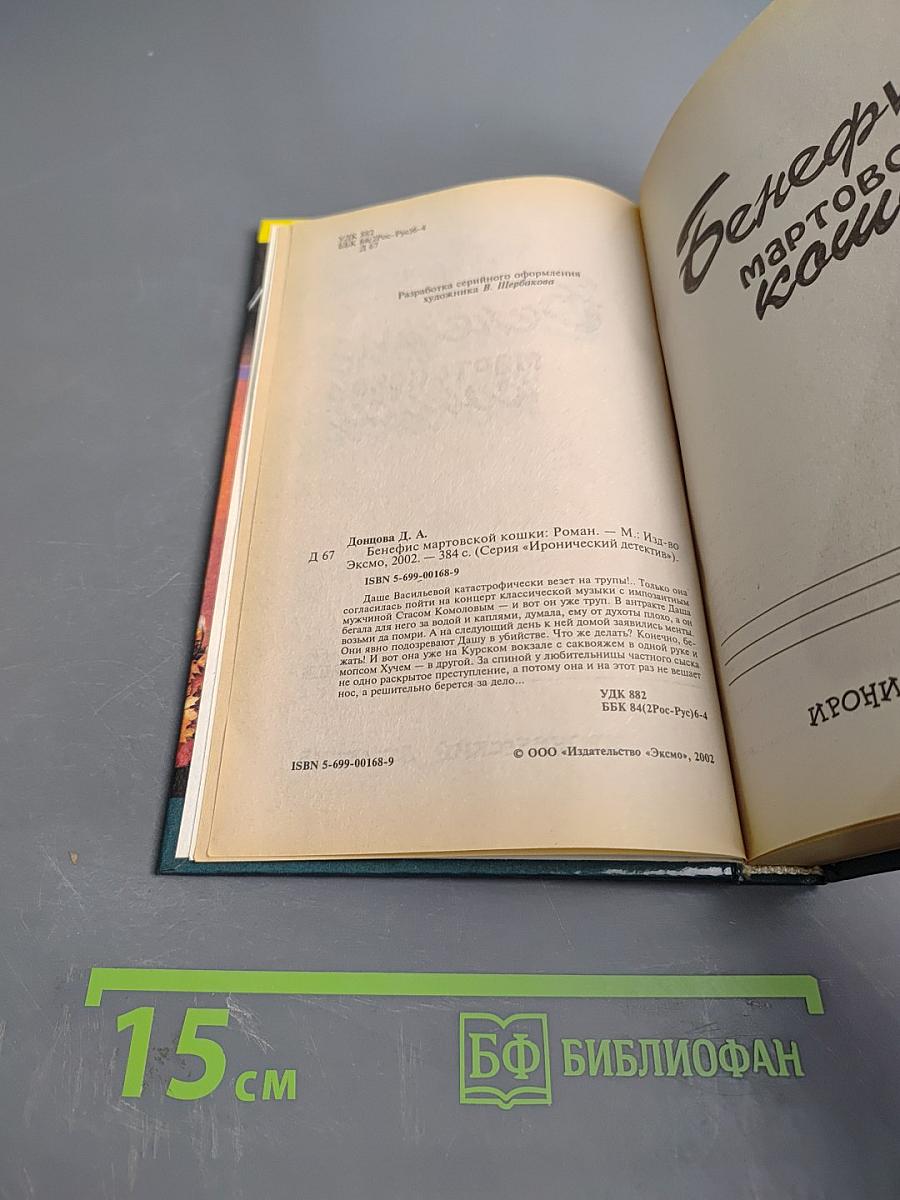 УДК 882
ББК 84(2Рос-Рус)6-4
Д 67
Разработка серийного оформления
художника В. Щербакова
Донцова Д. А.
Д 67 Бенефис мартовской кошки: Роман. — М.: Изд-во
Эксмо, 2002. — 384 с. (Серия «Иронический детектив»).
ISBN 5-699-00168-9
Даше Васильевой катастрофически везет на трупы!.. Только она
согласилась пойти на концерт классической музыки с импозантным
мужчиной Стасом Комоловым — и вот он уже труп. В антракте Даша
бегала для него за водой и каплями, думала, ему от духоты плохо, а он
возьми да помри. А на следующий день к ней домой заявились менты.
Они явно подозревают Дашу в убийстве. Что же делать? Конечно, бе-
жать! И вот она уже на Курском вокзале с саквояжем в одной руке и
мопсом Хучем — в другой. За спиной у любительницы частного сыска
не одно раскрытое преступление, а потому она и на этот раз не вешает
нос, а решительно берется за дело...
УДК 882
ББК 84(2Рос-Рус)6-4
ISBN 5-699-00168-9
© ООО «Издательство «Эксмо», 2002
Бенефи
мартово
кош
ИРОНИ
15 см
БФ БИБЛИОФАН